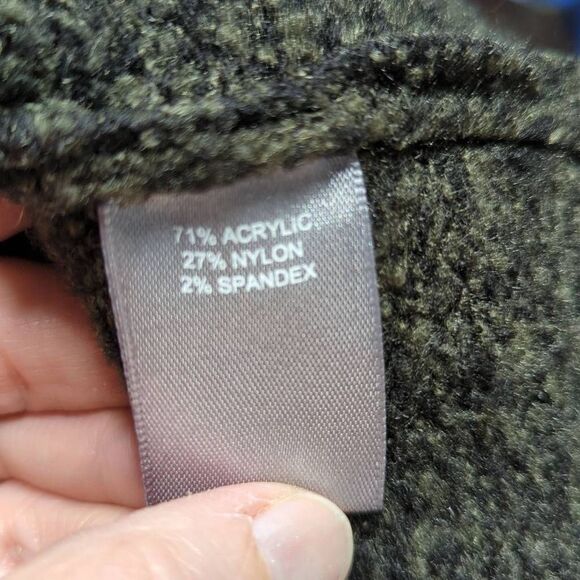 71% ACRYLIC
27% NYLON
2% SPANDEX